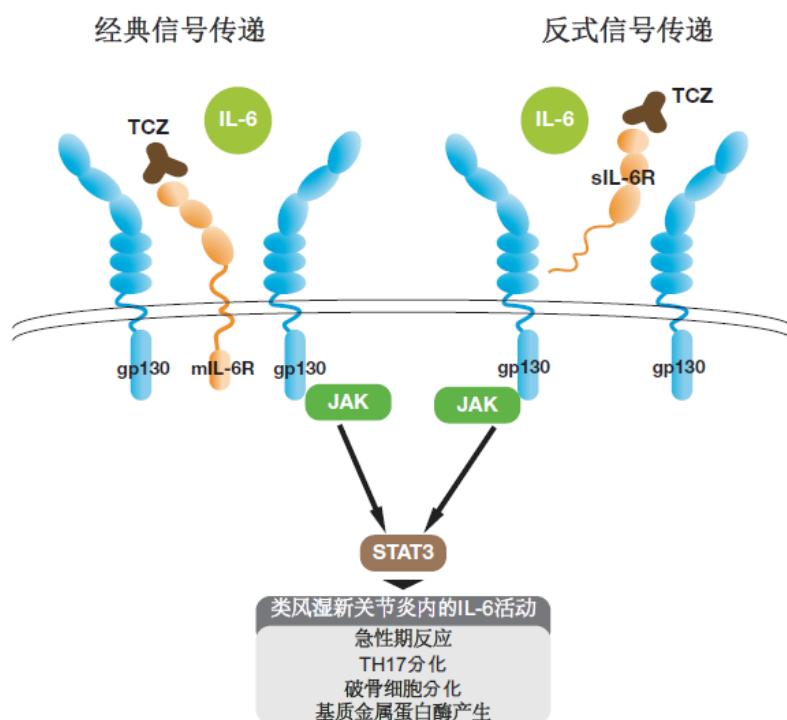 经典信号传递
反式信号传递
TCZ
IL-6
IL-6
TCZ
sIL-6R
gp130
mIL-6R
gp130
gp130
gp130
JAK
JAK
STAT3
类风湿新关节炎内的IL-6活动
急性期反应
TH17分化
破骨细胞分化
基质金属蛋白酶产生